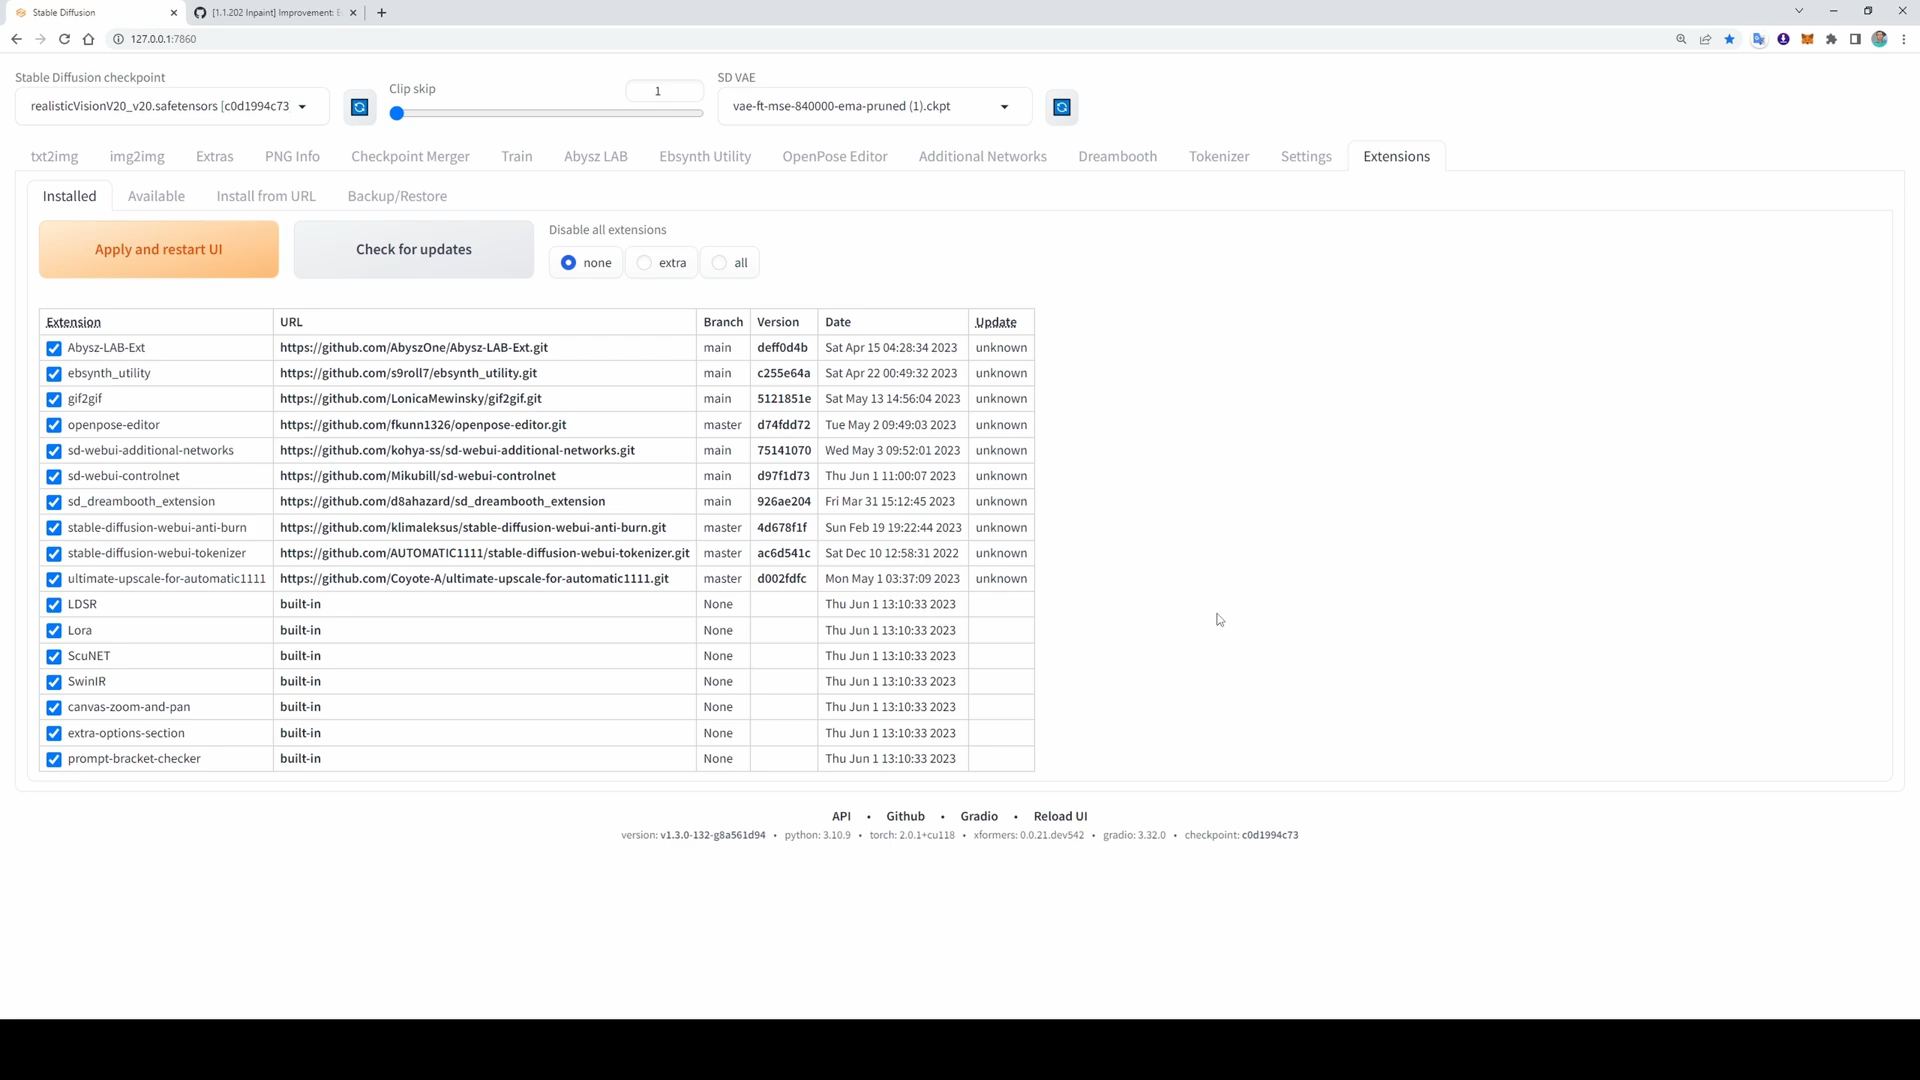 Stable Diffusion
[1.1.202 Inpaint] Improvement:
127.0.0.1:7860
Stable Diffusion checkpoint
realisticVisionV20_v20.safetensors [c0d1994c73
Clip skip
1
SD VAE
vae-ft-mse-840000-ema-pruned (1).ckpt
txt2img img2img Extras PNG Info Checkpoint Merger Train Abysz LAB Ebsynth Utility OpenPose Editor Additional Networks Dreambooth Tokenizer Settings Extensions
Installed Available Install from URL Backup/Restore
Apply and restart UI
Check for updates
Disable all extensions
none extra all
Extension URL Branch Version Date Update
Abysz-LAB-Ext https://github.com/AbyszOne/Abysz-LAB-Ext.git main deff0d4b Sat Apr 15 04:28:34 2023 unknown
ebsynth_utility https://github.com/s9roll7/ebsynth_utility.git main c255e64a Sat Apr 22 00:49:32 2023 unknown
gif2gif https://github.com/LonicaMewinsky/gif2gif.git main 5121851e Sat May 13 14:56:04 2023 unknown
openpose-editor https://github.com/fkunn1326/openpose-editor.git master d74fdd72 Tue May 2 09:49:03 2023 unknown
sd-webui-additional-networks https://github.com/kohya-ss/sd-webui-additional-networks.git main 75141070 Wed May 3 09:52:01 2023 unknown
sd-webui-controlnet https://github.com/Mikubill/sd-webui-controlnet main d97f1d73 Thu Jun 1 11:00:07 2023 unknown
sd_dreambooth_extension https://github.com/d8ahazard/sd_dreambooth_extension main 926ae204 Fri Mar 31 15:12:45 2023 unknown
stable-diffusion-webui-anti-burn https://github.com/klimaleksus/stable-diffusion-webui-anti-burn.git master 4d678f1f Sun Feb 19 19:22:44 2023 unknown
stable-diffusion-webui-tokenizer https://github.com/AUTOMATIC1111/stable-diffusion-webui-tokenizer.git master ac6d541c Sat Dec 10 12:58:31 2022 unknown
ultimate-upscale-for-automatic1111 https://github.com/Coyote-A/ultimate-upscale-for-automatic1111.git master d002fdfc Mon May 1 03:37:09 2023 unknown
LDSR built-in None Thu Jun 1 13:10:33 2023
Lora built-in None Thu Jun 1 13:10:33 2023
ScuNET built-in None Thu Jun 1 13:10:33 2023
SwinIR built-in None Thu Jun 1 13:10:33 2023
canvas-zoom-and-pan built-in None Thu Jun 1 13:10:33 2023
extra-options-section built-in None Thu Jun 1 13:10:33 2023
prompt-bracket-checker built-in None Thu Jun 1 13:10:33 2023
API • Github • Gradio • Reload UI
version: v1.3.0-132-g8a561d94 • python: 3.10.9 • torch: 2.0.1+cu118 • xformers: 0.0.21.dev542 • gradio: 3.32.0 • checkpoint: c0d1994c73